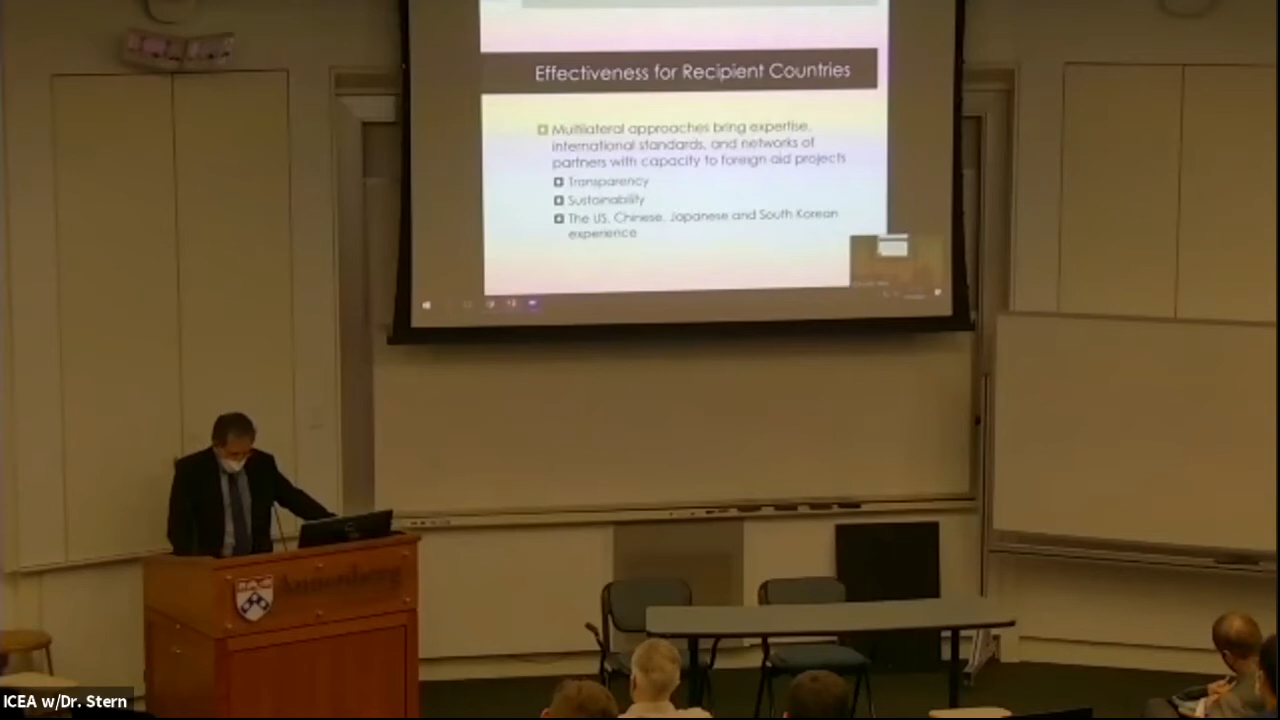 Effectiveness for Recipient Countries
Multilateral approaches bring expertise,
international standards, and networks of
partners with capacity to foreign aid projects
Transparency
Sustainability
The US, Chinese, Japanese and South Korean
experience
Annenberg
ICEA w/Dr. Stern